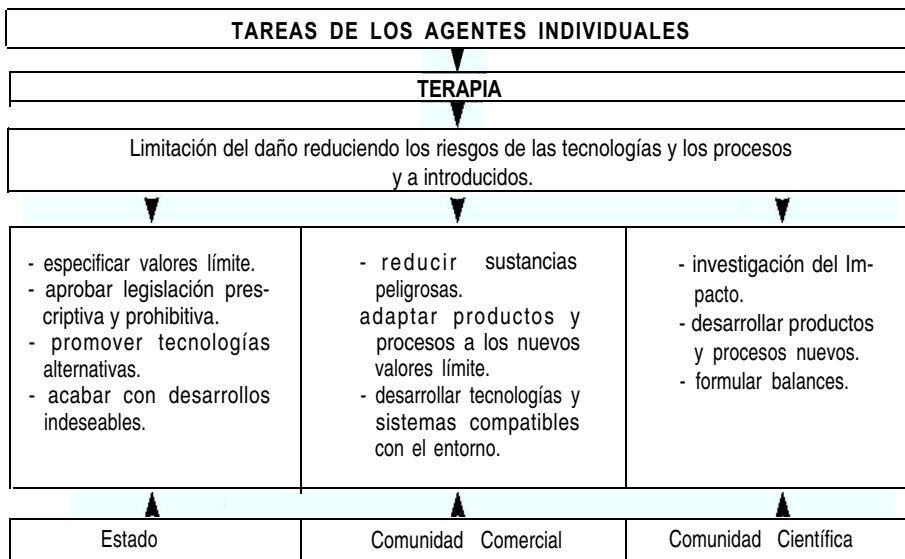 TAREAS DE LOS AGENTES INDIVIDUALES
TERAPIA
Limitación del daño reduciendo los riesgos de las tecnologías y los procesos
y a introducidos.
- especificar valores límite.
- aprobar legislación pres-
criptiva y prohibitiva.
- promover tecnologías
alternativas.
- acabar con desarrollos
indeseables.
- reducir sustancias
peligrosas.
adaptar productos y
procesos a los nuevos
valores límite.
- desarrollar tecnologías y
sistemas compatibles
con el entorno.
- investigación del Im-
pacto.
- desarrollar productos
y procesos nuevos.
- formular balances.
Estado
Comunidad Comercial
Comunidad Científica